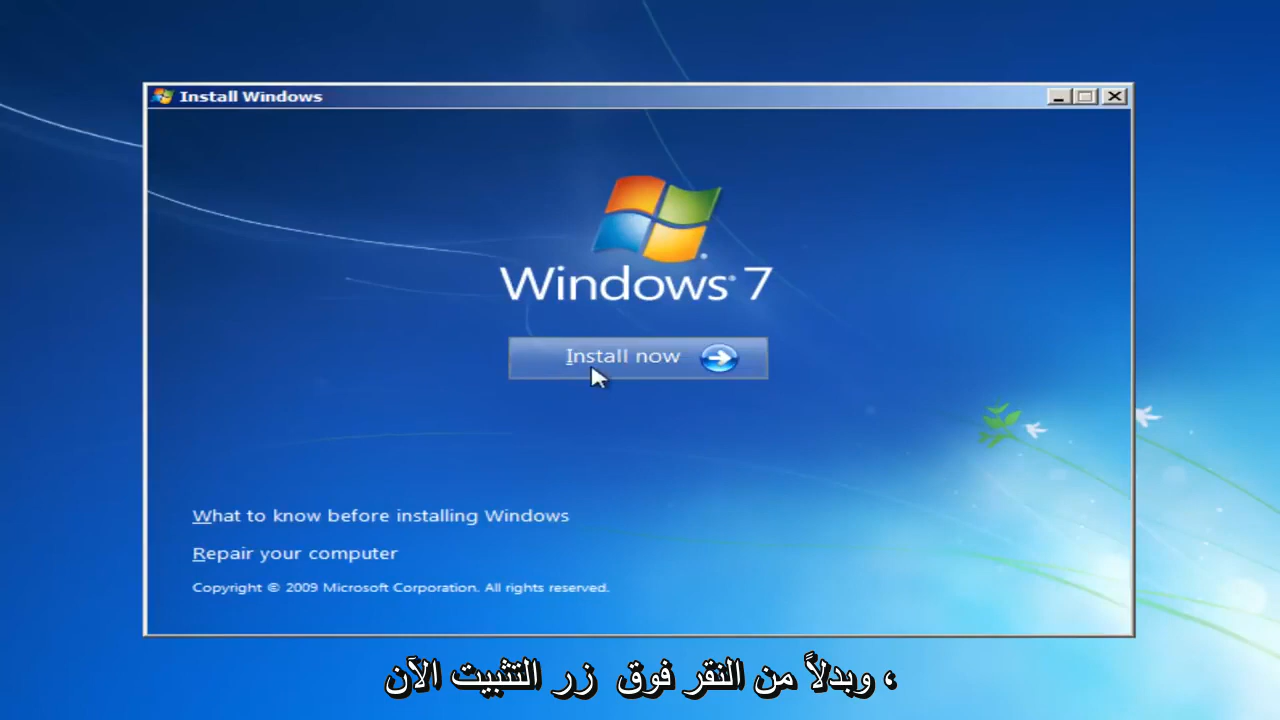 Install Windows
Windows® 7
Install now
What to know before installing Windows
Repair your computer
Copyright © 2009 Microsoft Corporation. All rights reserved.
، وبدلاً من النقر فوق زر التثبيت الآن